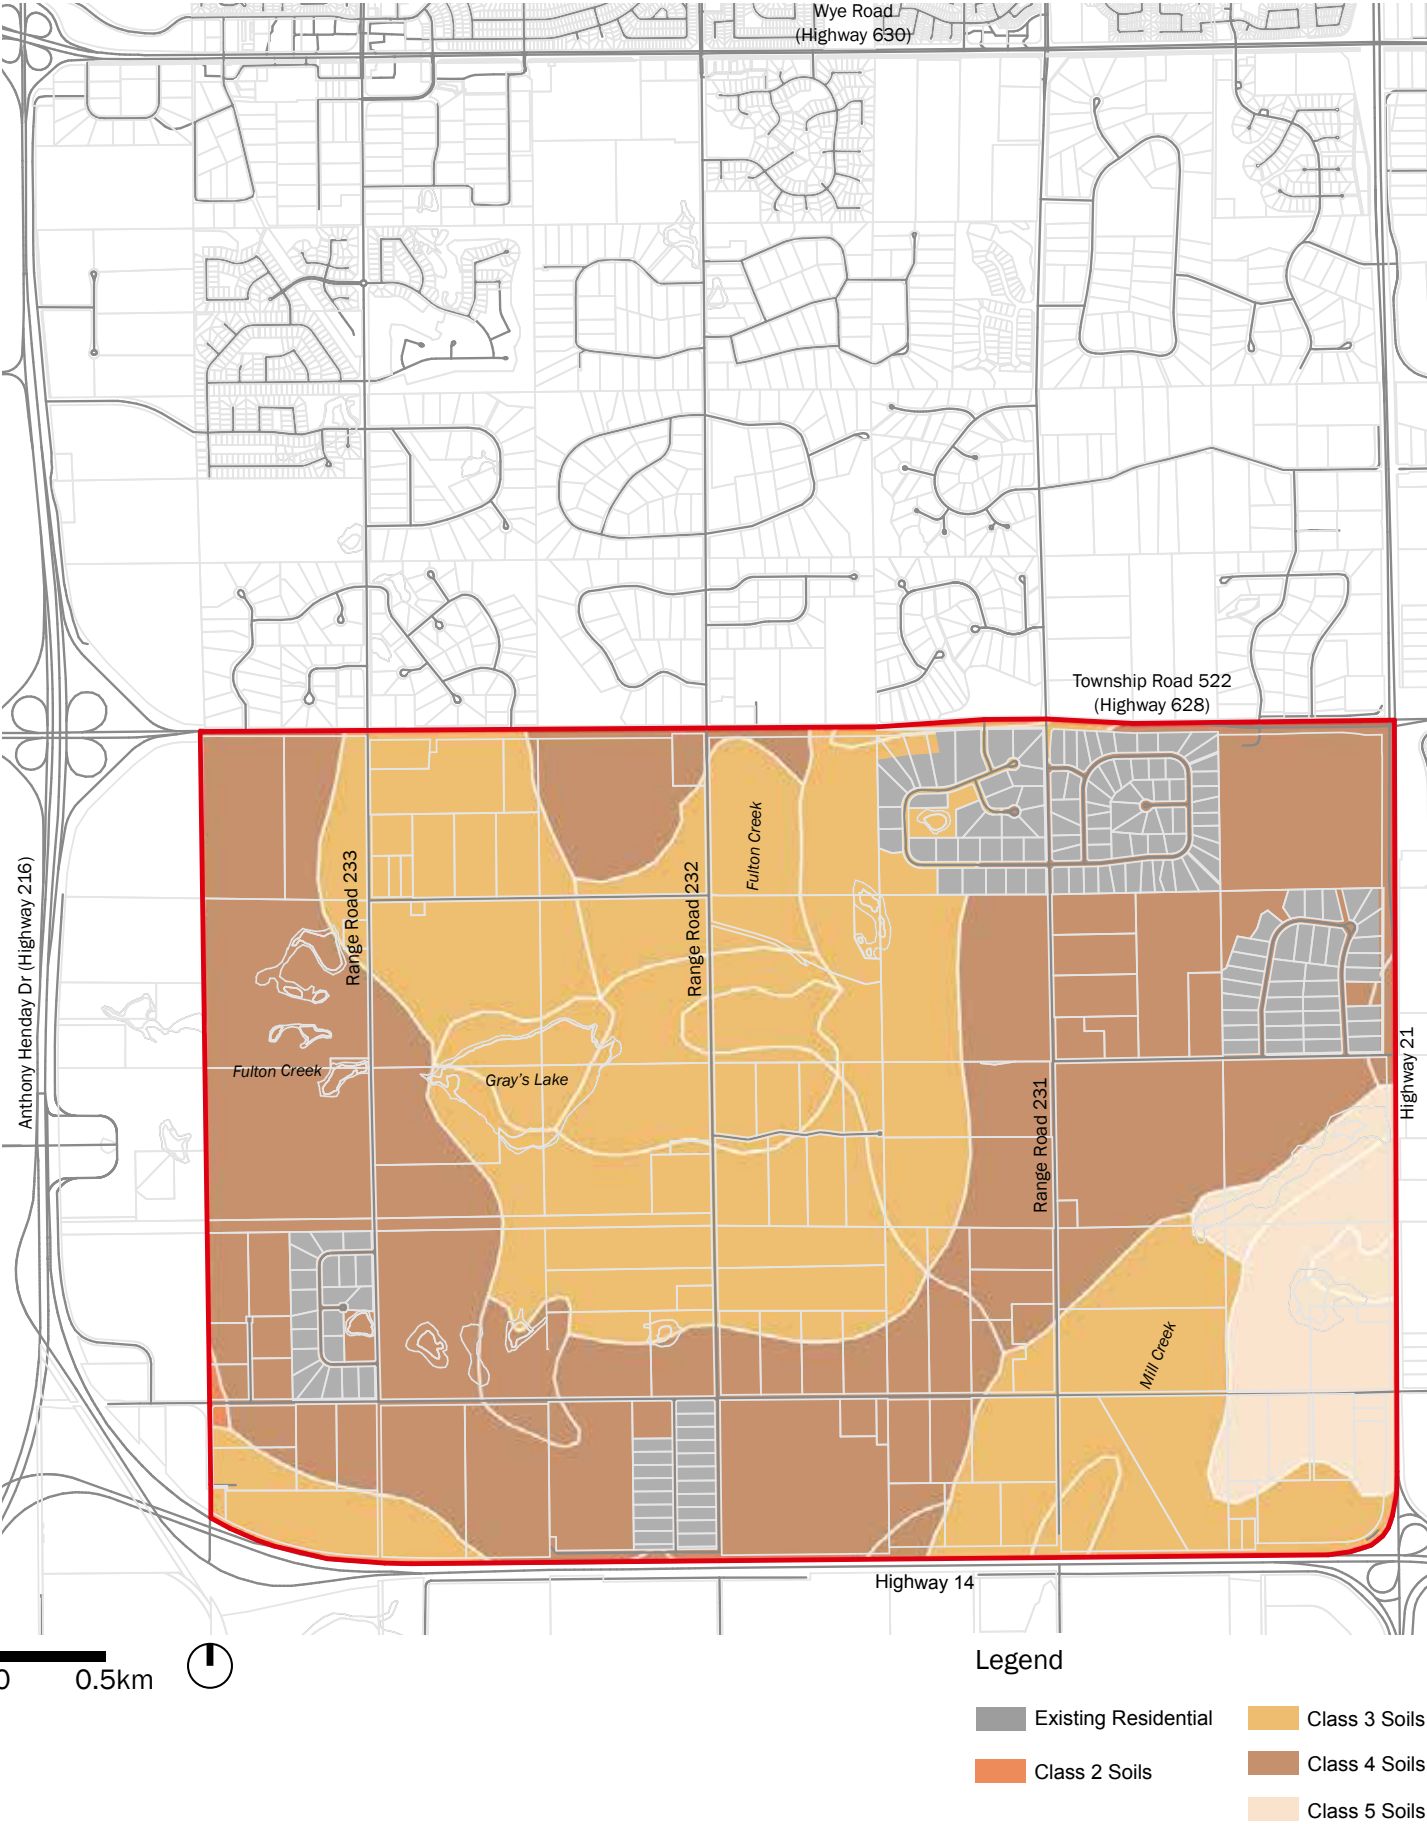 Wye Road
(Highway 630)
Township Road 522
(Highway 628)
Anthony Henday Dr (Highway 216)
Range Road 233
Range Road 232
Fulton Creek
Fulton Creek
Gray's Lake
Range Road 231
Highway 21
Mill Creek
Highway 14
0 0.5km
Legend
Existing Residential
Class 2 Soils
Class 3 Soils
Class 4 Soils
Class 5 Soils